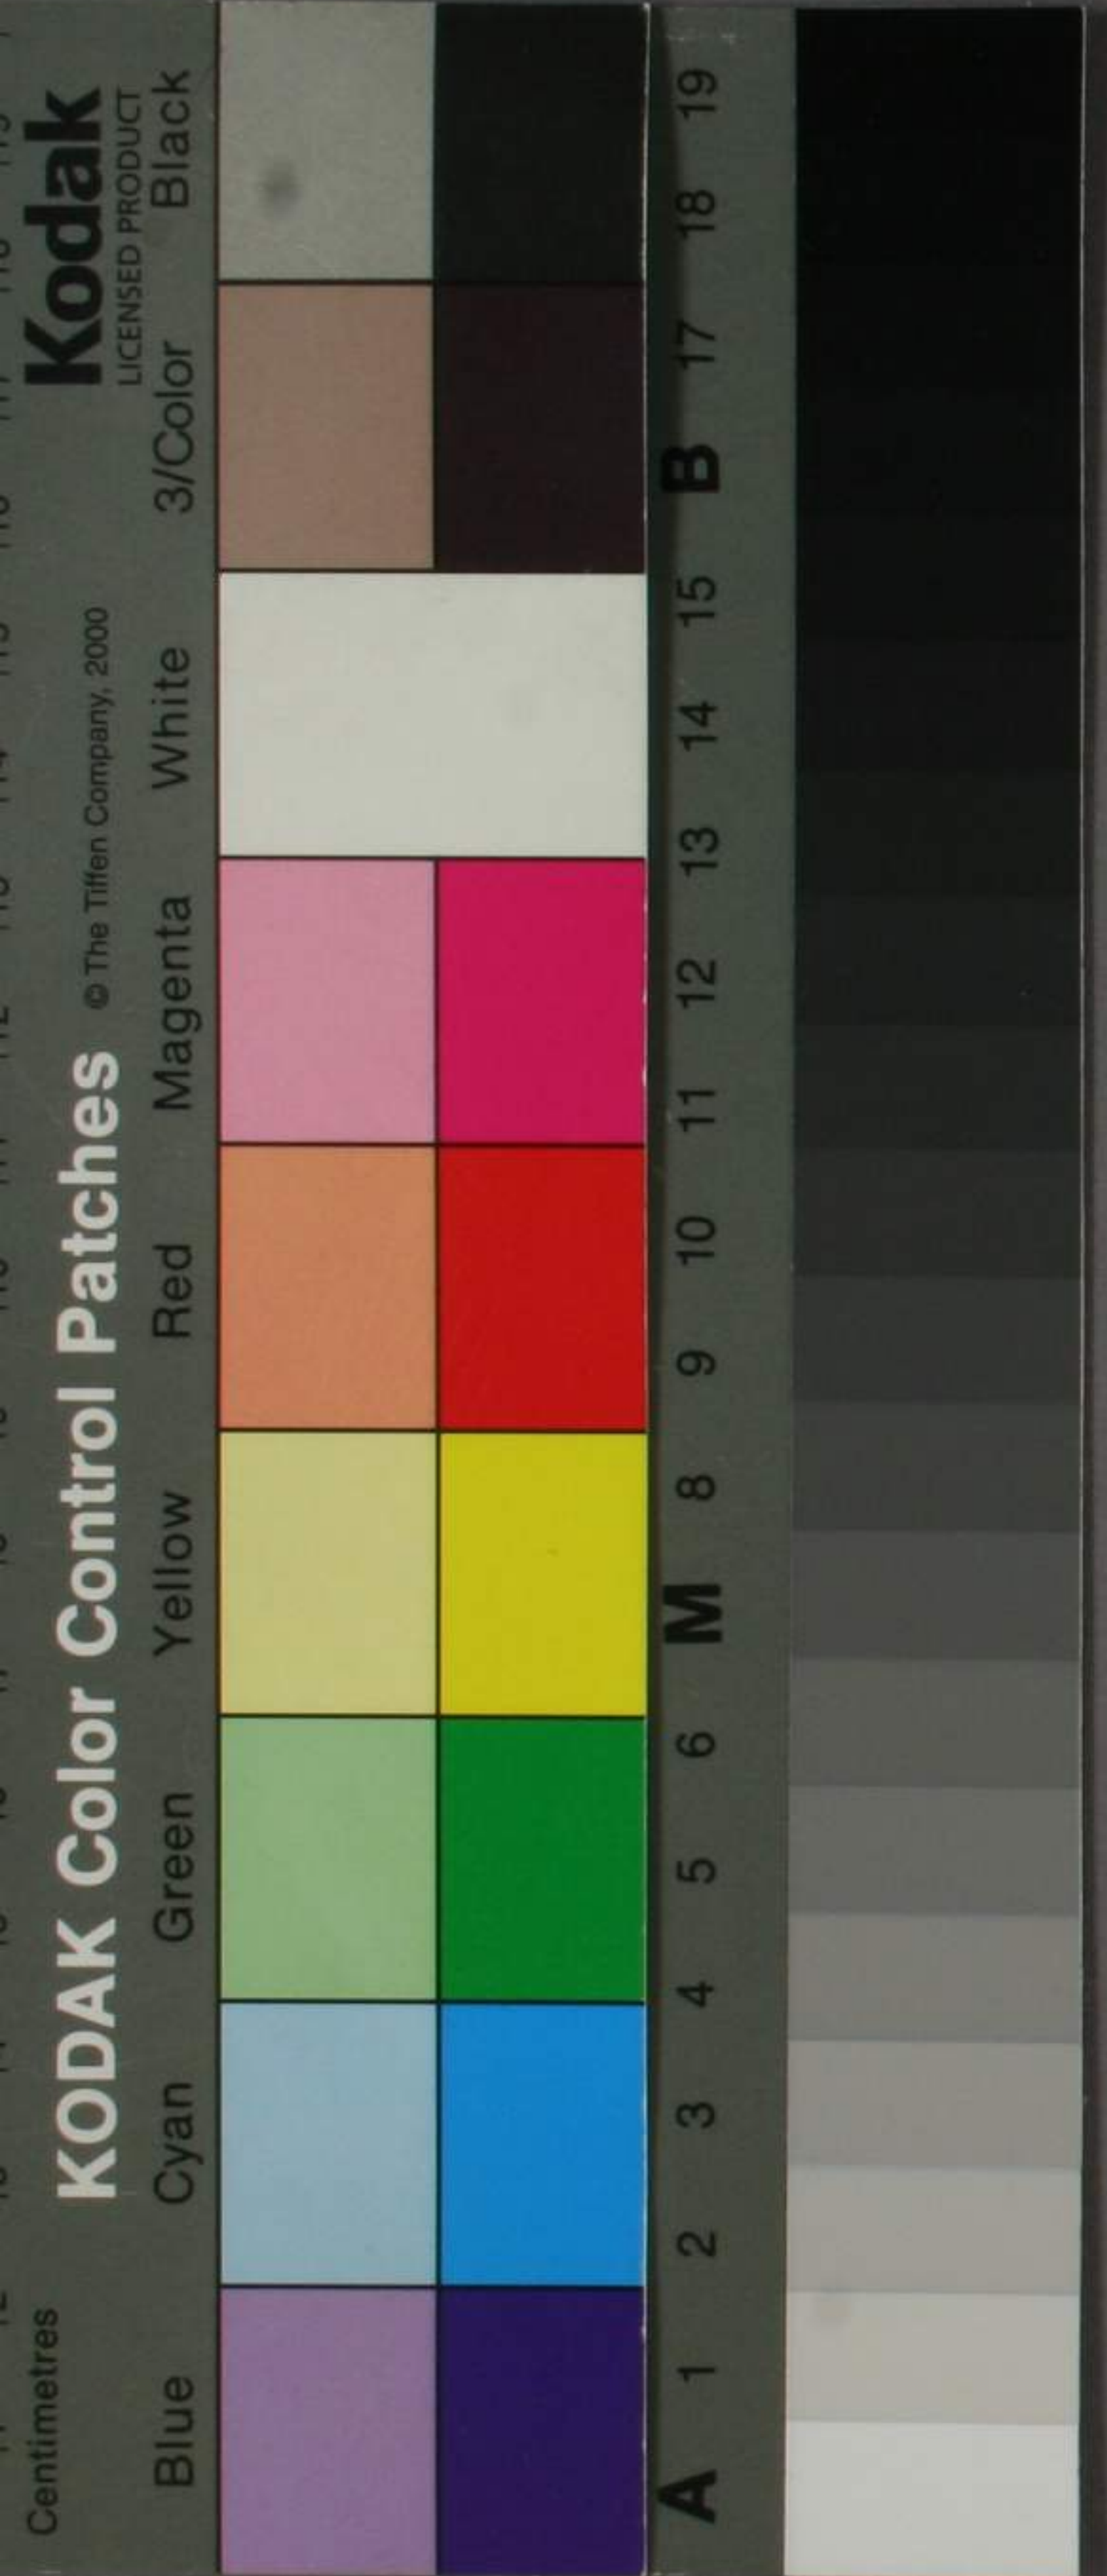 Centimetres
KODAK Color Control Patches © The Tiffen Company, 2000
Kodak
LICENSED PRODUCT
Blue Cyan Green Yellow Red Magenta White 3/Color Black
A 1 2 3 4 5 6 M 8 9 10 11 12 13 14 15 B 17 18 19